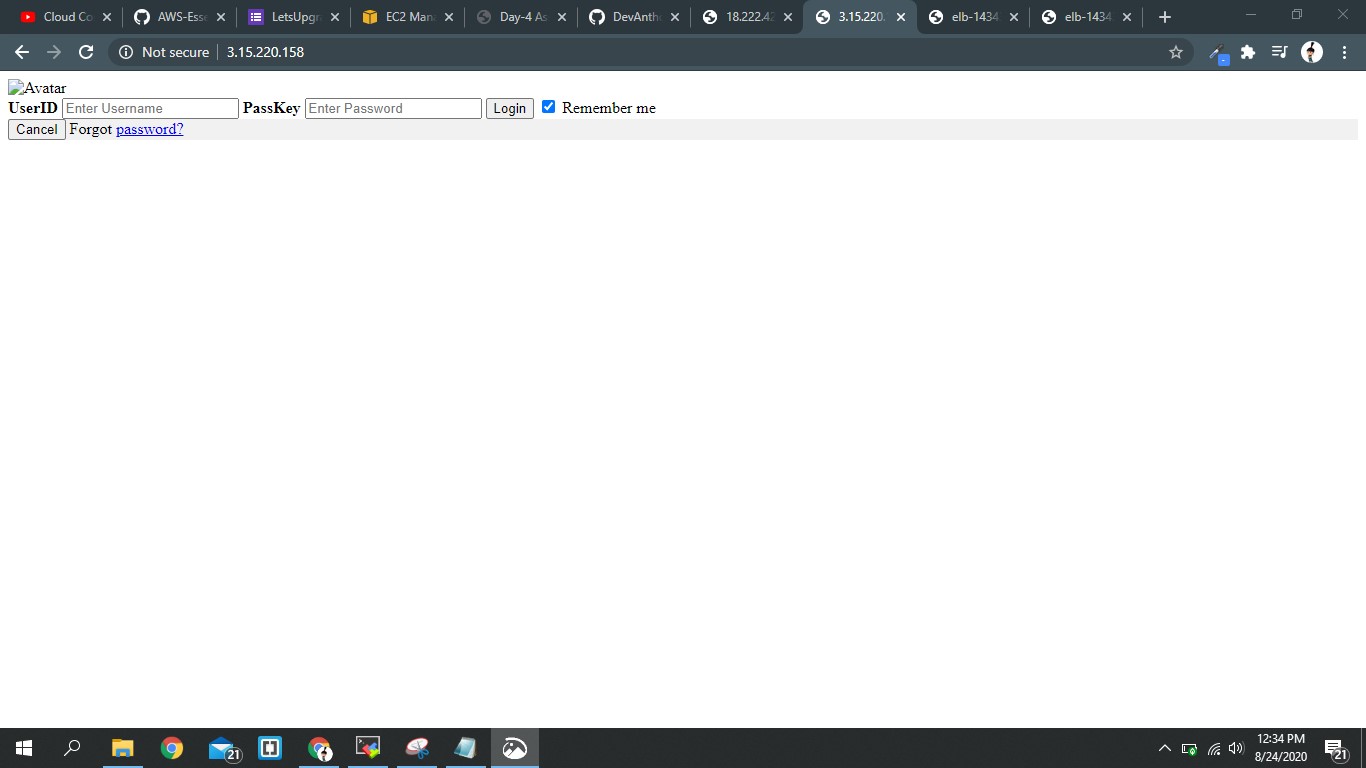 Cloud Co
AWS-Esse
LetsUpgra
EC2 Mana
Day-4 As
DevAntho
18.222.42
3.15.220.
elb-1434
elb-1434
Not secure
3.15.220.158
Avatar
UserID Enter Username PassKey Enter Password Login Remember me
Cancel Forgot password?
21
12:34 PM
8/24/2020
21